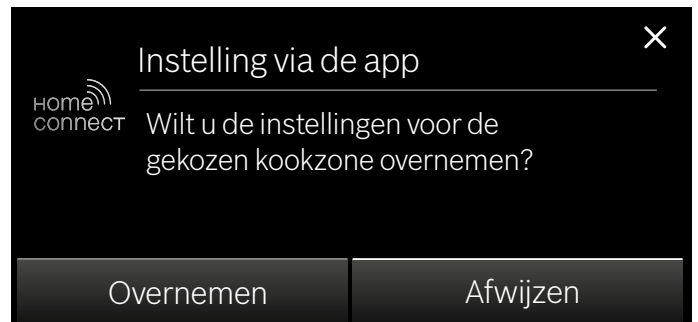 Instelling via de app
Home
connect
Wilt u de instellingen voor de
gekozen kookzone overnemen?
Overnemen
Afwijzen